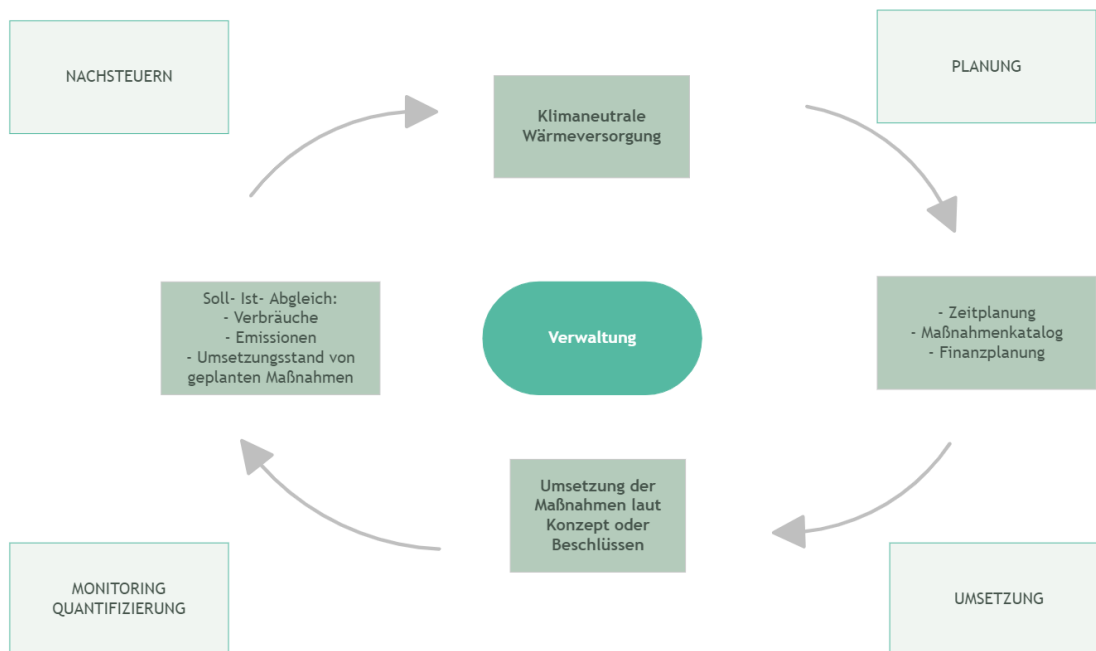 NACHSTEUERN
PLANUNG
Klimaneutrale
Wärmeversorgung
Soll- Ist- Abgleich:
- Verbräuche
- Emissionen
- Umsetzungsstand von
geplanten Maßnahmen
Verwaltung
- Zeitplanung
- Maßnahmenkatalog
- Finanzplanung
Umsetzung der
Maßnahmen laut
Konzept oder
Beschlüssen
MONITORING
QUANTIFIZIERUNG
UMSETZUNG